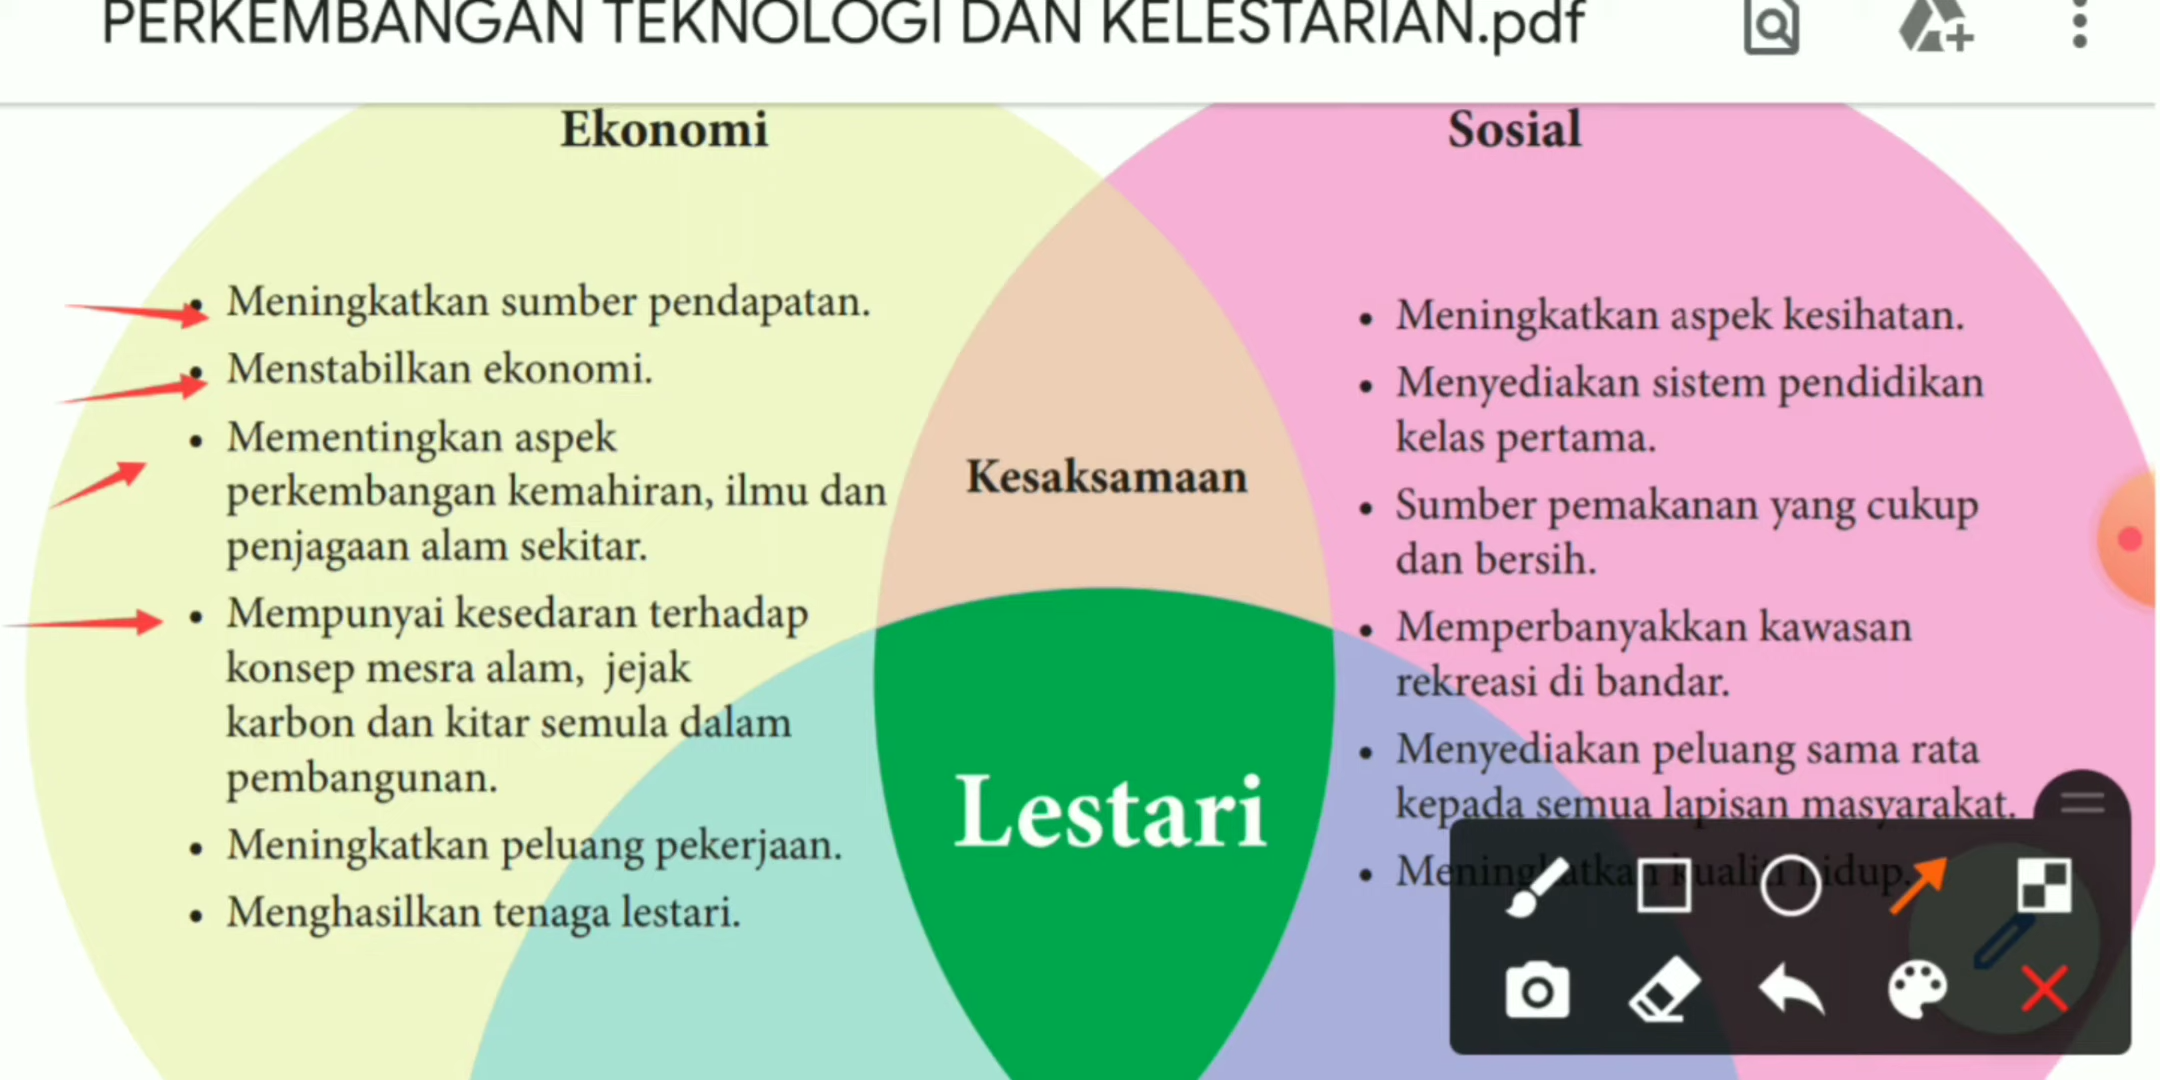 PERKEMBANGAN TEKNOLOGI DAN KELESTARIAN.pdf
Ekonomi
• Meningkatkan sumber pendapatan.
• Menstabilkan ekonomi.
• Mementingkan aspek
perkembangan kemahiran, ilmu dan
penjagaan alam sekitar.
• Mempunyai kesedaran terhadap
konsep mesra alam, jejak
karbon dan kitar semula dalam
pembangunan.
• Meningkatkan peluang pekerjaan.
• Menghasilkan tenaga lestari.
Kesaksamaan
Lestari
Sosial
• Meningkatkan aspek kesihatan.
• Menyediakan sistem pendidikan
kelas pertama.
• Sumber pemakanan yang cukup
dan bersih.
• Memperbanyakkan kawasan
rekreasi di bandar.
• Menyediakan peluang sama rata
kepada semua lapisan masyarakat.
• Meningkatkan kualiti hidup.